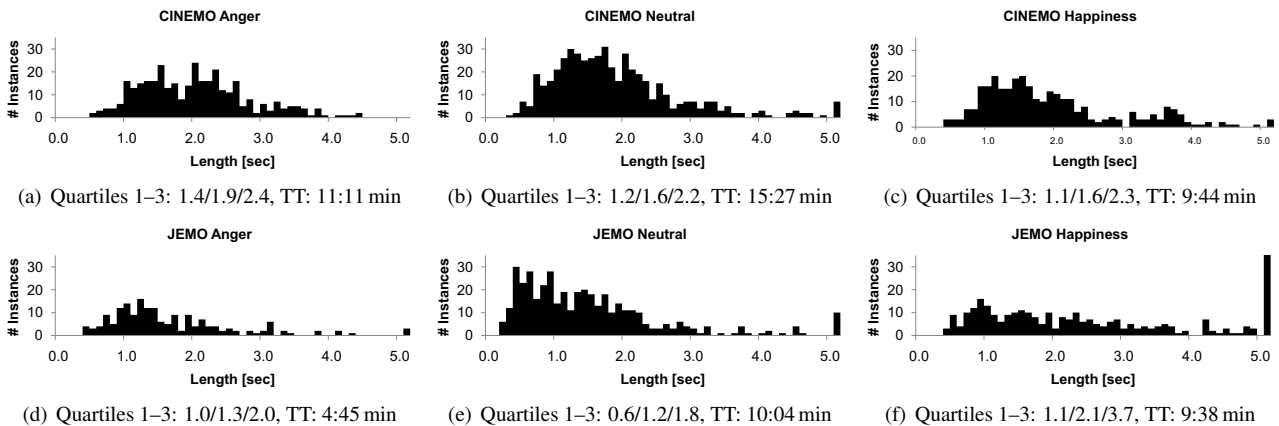 CINEMO Anger
# Instances
30
20
10
0
0.0 1.0 2.0 3.0 4.0 5.0
Length [sec]
(a) Quartiles 1–3: 1.4/1.9/2.4, TT: 11:11 min
CINEMO Neutral
# Instances
30
20
10
0
0.0 1.0 2.0 3.0 4.0 5.0
Length [sec]
(b) Quartiles 1–3: 1.2/1.6/2.2, TT: 15:27 min
CINEMO Happiness
# Instances
30
20
10
0
0.0 1.0 2.0 3.0 4.0 5.0
Length [sec]
(c) Quartiles 1–3: 1.1/1.6/2.3, TT: 9:44 min
JEMO Anger
# Instances
30
20
10
0
0.0 1.0 2.0 3.0 4.0 5.0
Length [sec]
(d) Quartiles 1–3: 1.0/1.3/2.0, TT: 4:45 min
JEMO Neutral
# Instances
30
20
10
0
0.0 1.0 2.0 3.0 4.0 5.0
Length [sec]
(e) Quartiles 1–3: 0.6/1.2/1.8, TT: 10:04 min
JEMO Happiness
# Instances
30
20
10
0
0.0 1.0 2.0 3.0 4.0 5.0
Length [sec]
(f) Quartiles 1–3: 1.1/2.1/3.7, TT: 9:38 min